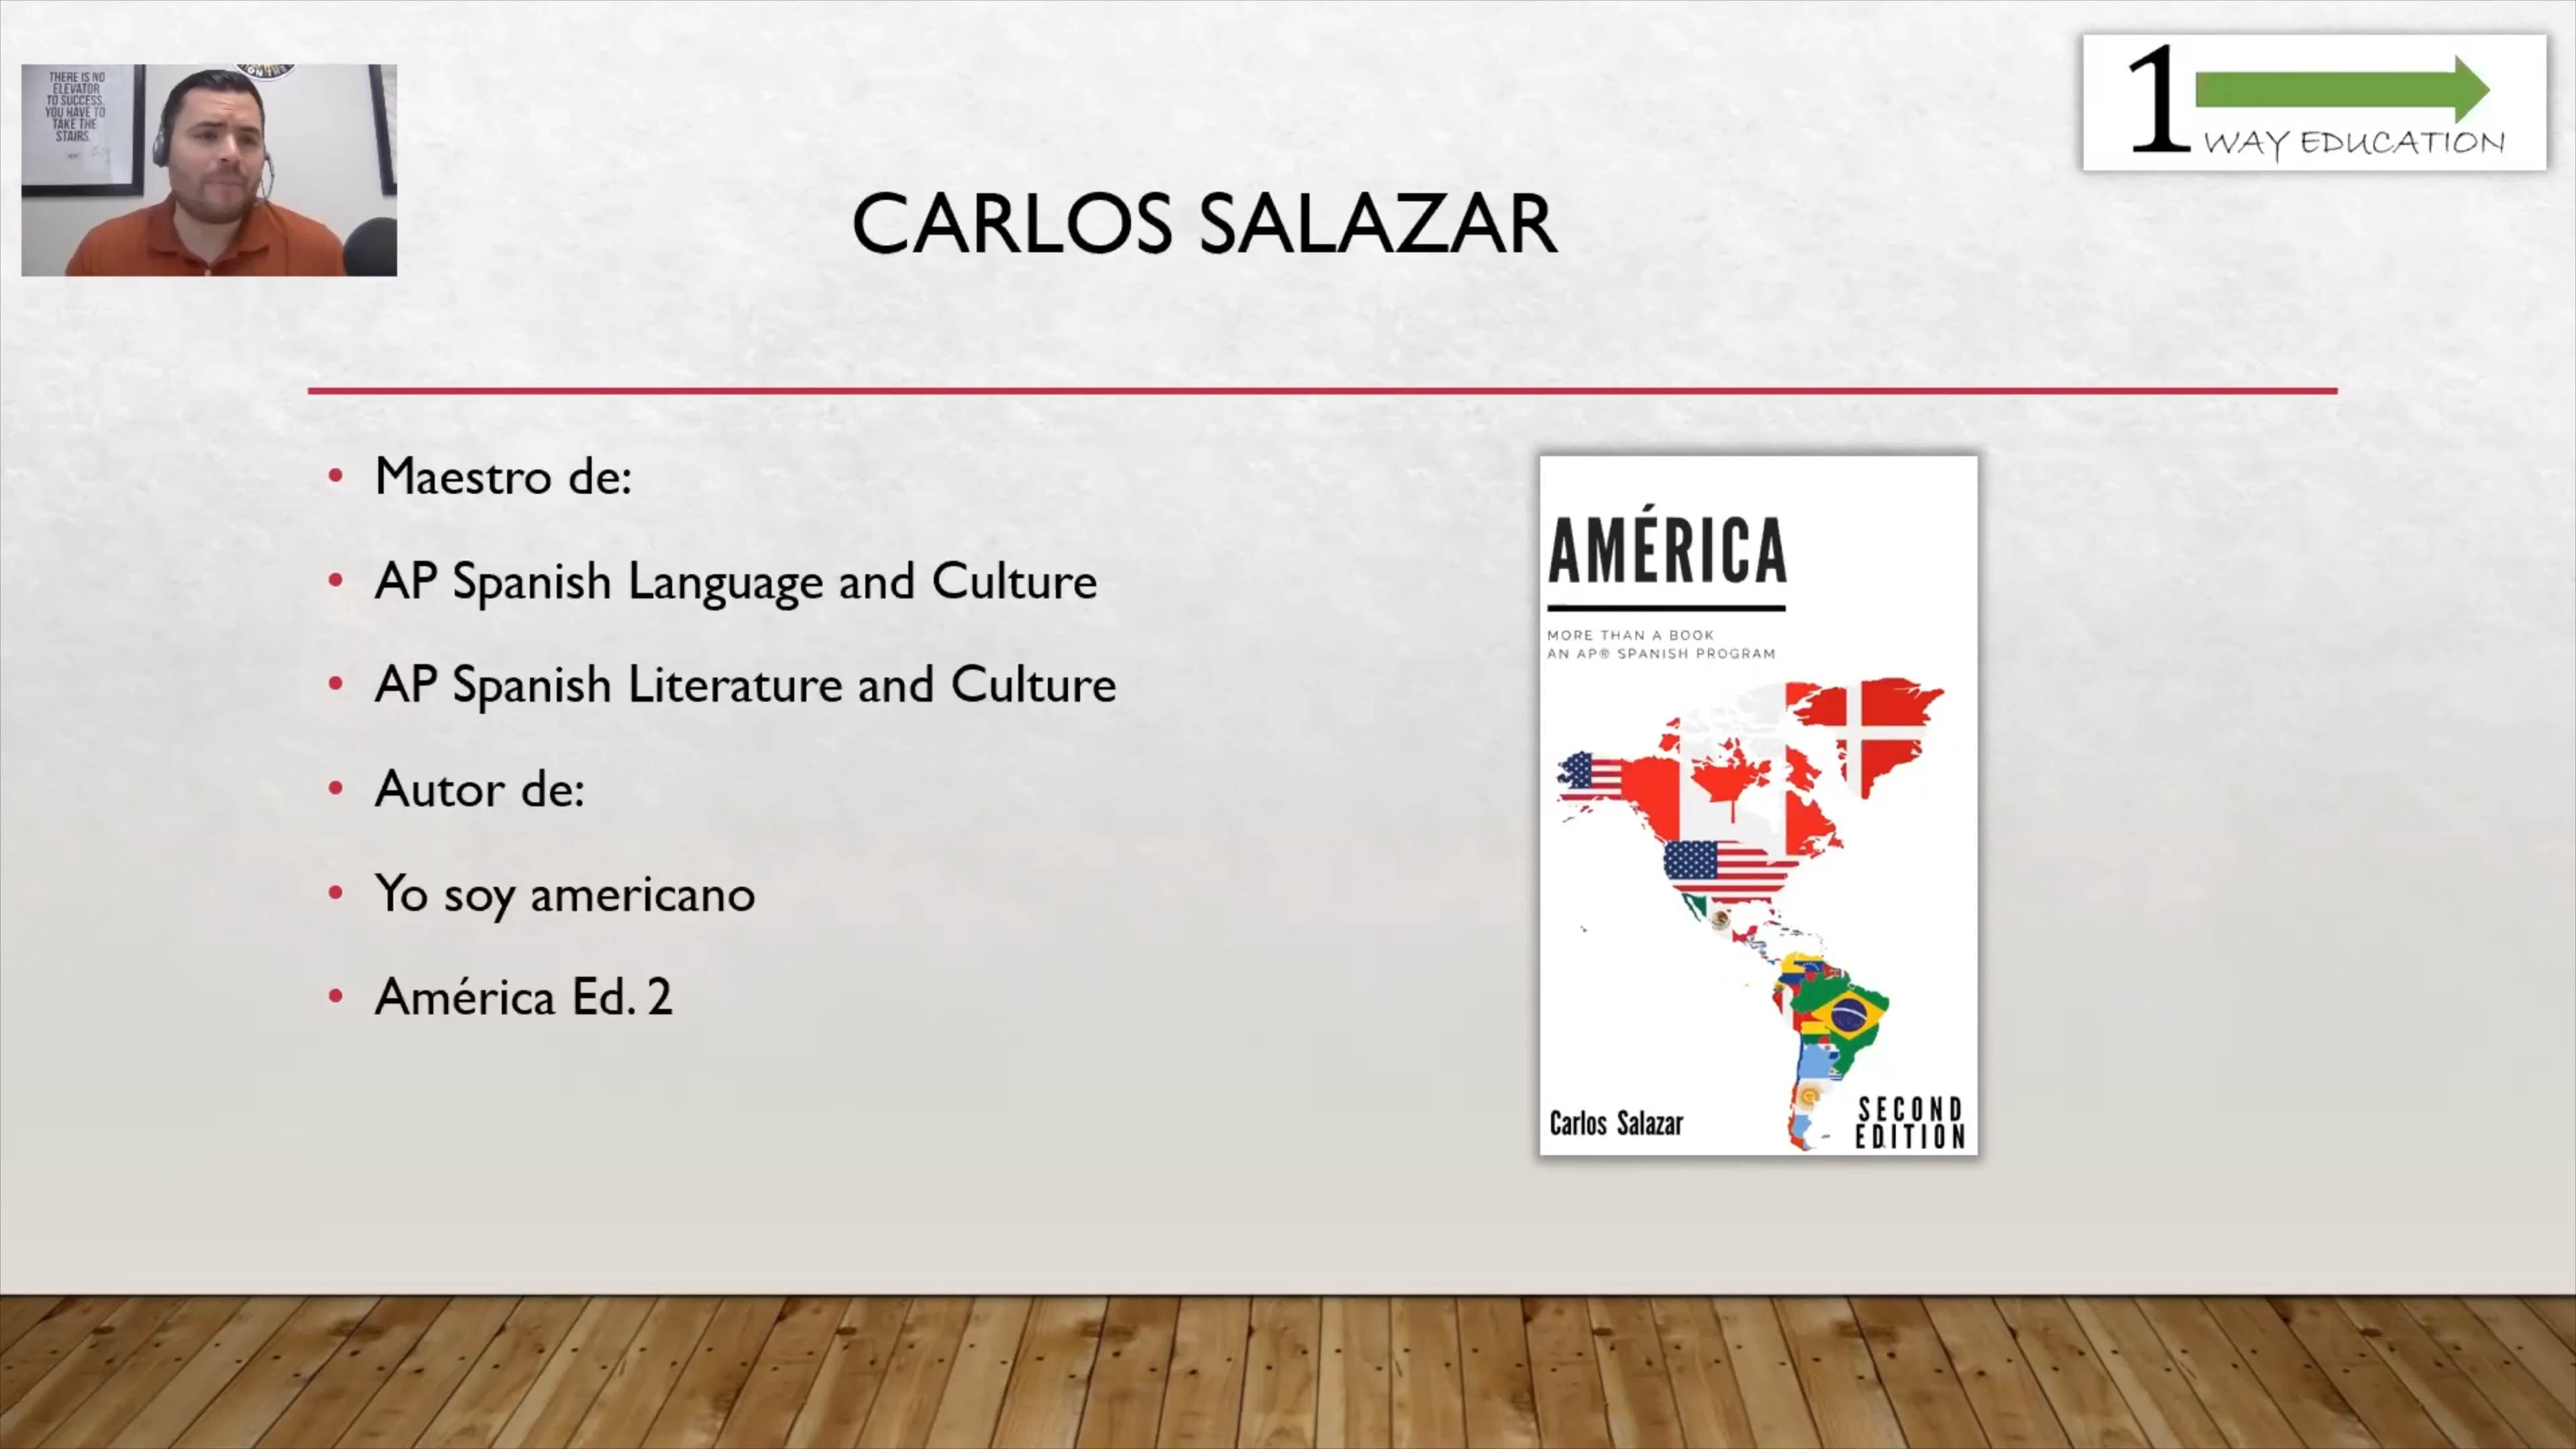 THERE IS NO
ELEVATOR
TO SUCCESS.
YOU HAVE TO
TAKE THE
STAIRS.
1 WAY EDUCATION
CARLOS SALAZAR
• Maestro de:
• AP Spanish Language and Culture
• AP Spanish Literature and Culture
• Autor de:
• Yo soy americano
• América Ed. 2
AMÉRICA
MORE THAN A BOOK
AN AP® SPANISH PROGRAM
Carlos Salazar
SECOND
EDITION